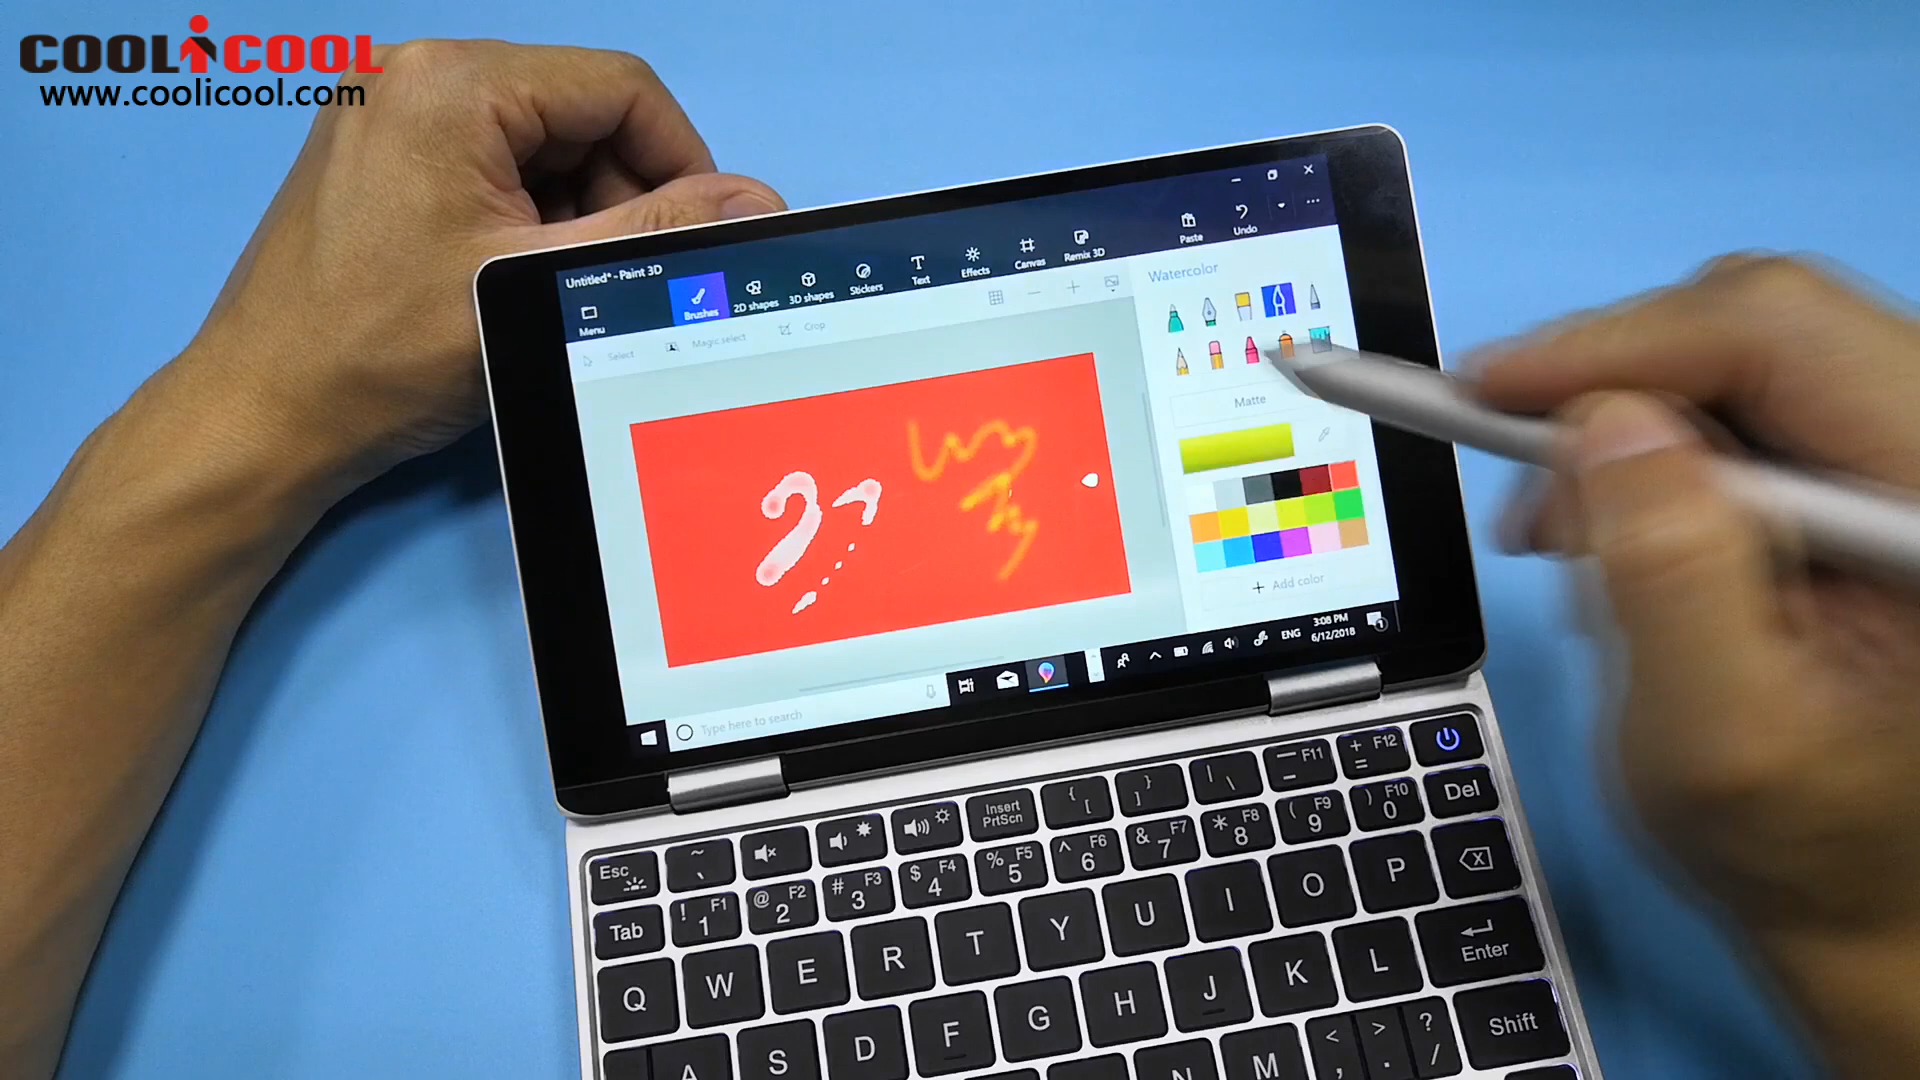 COOLiCOOL
www.coolicool.com
Untitled* - Paint 3D
Menu
Brushes
2D shapes
3D shapes
Stickers
Text
Effects
Canvas
Remix 3D
Paste
Undo
Select
Magic select
Crop
Watercolor
Matte
+ Add color
Type here to search
ENG
3:08 PM
6/12/2018
1
Esc
~ `
Insert
PrtScn
{ [
} ]
| \
— _ F11
+ = F12
Tab
! 1 F1
@ 2 F2
# 3 F3
$ 4 F4
% 5 F5
^ 6 F6
& 7 F7
* 8 F8
( 9 F9
) 0 F10
Del
Q W E R T Y U I O P
A S D F G H J K L Enter
N M < , > . ? / Shift